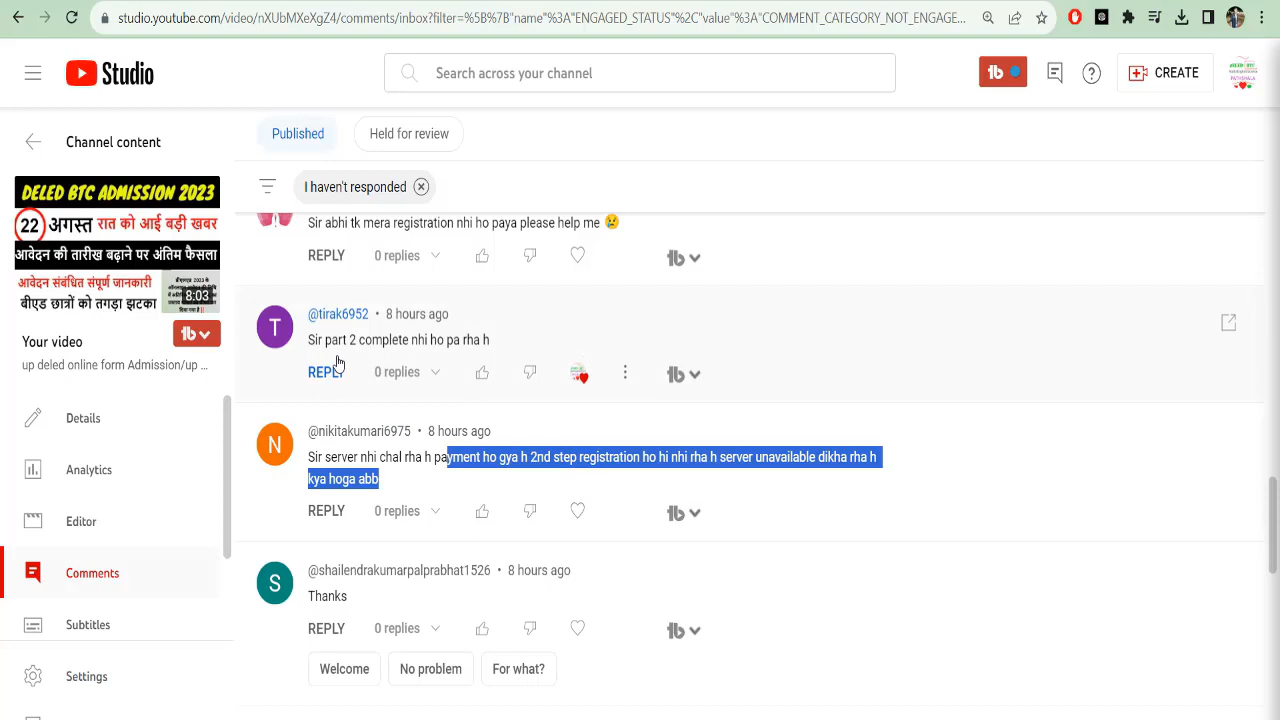 studio.youtube.com/video/xUBMzE7yhms/comments/inbox?filter=%5B%7B"name"%3A"ENGAGED_STATUS"%2C"value"%3A"COMMENT_CATEGORY_NOT_ENGAGE...
Studio
Search across your channel
CREATE
Channel content
Published
Held for review
DELED BTC ADMISSION 2023
22 अगस्त रात को आई बड़ी खबर
आवेदन की तारीख बढ़ाने पर अंतिम फैसला
आवेदन संबंधित संपूर्ण जानकारी
बीएड छात्रों को तगड़ा झटका
8:03
Your video
up deled online form Admission/up ...
Details
Analytics
Editor
Comments
Subtitles
Settings
I haven't responded
Sir abhi tk mera registration nhi ho paya please help me 😢
REPLY 0 replies
T
@tirak6952 • 8 hours ago
Sir part 2 complete nhi ho pa rha h
REPLY 0 replies
N
@nikitakumari6975 • 8 hours ago
Sir server nhi chal rha h payment ho gya h 2nd step registration ho hi nhi rha h server unavailable dikha rha h
kya hoga abb
REPLY 0 replies
S
@shailendrakumarpalprabhat1526 • 8 hours ago
Thanks
REPLY 0 replies
Welcome No problem For what?